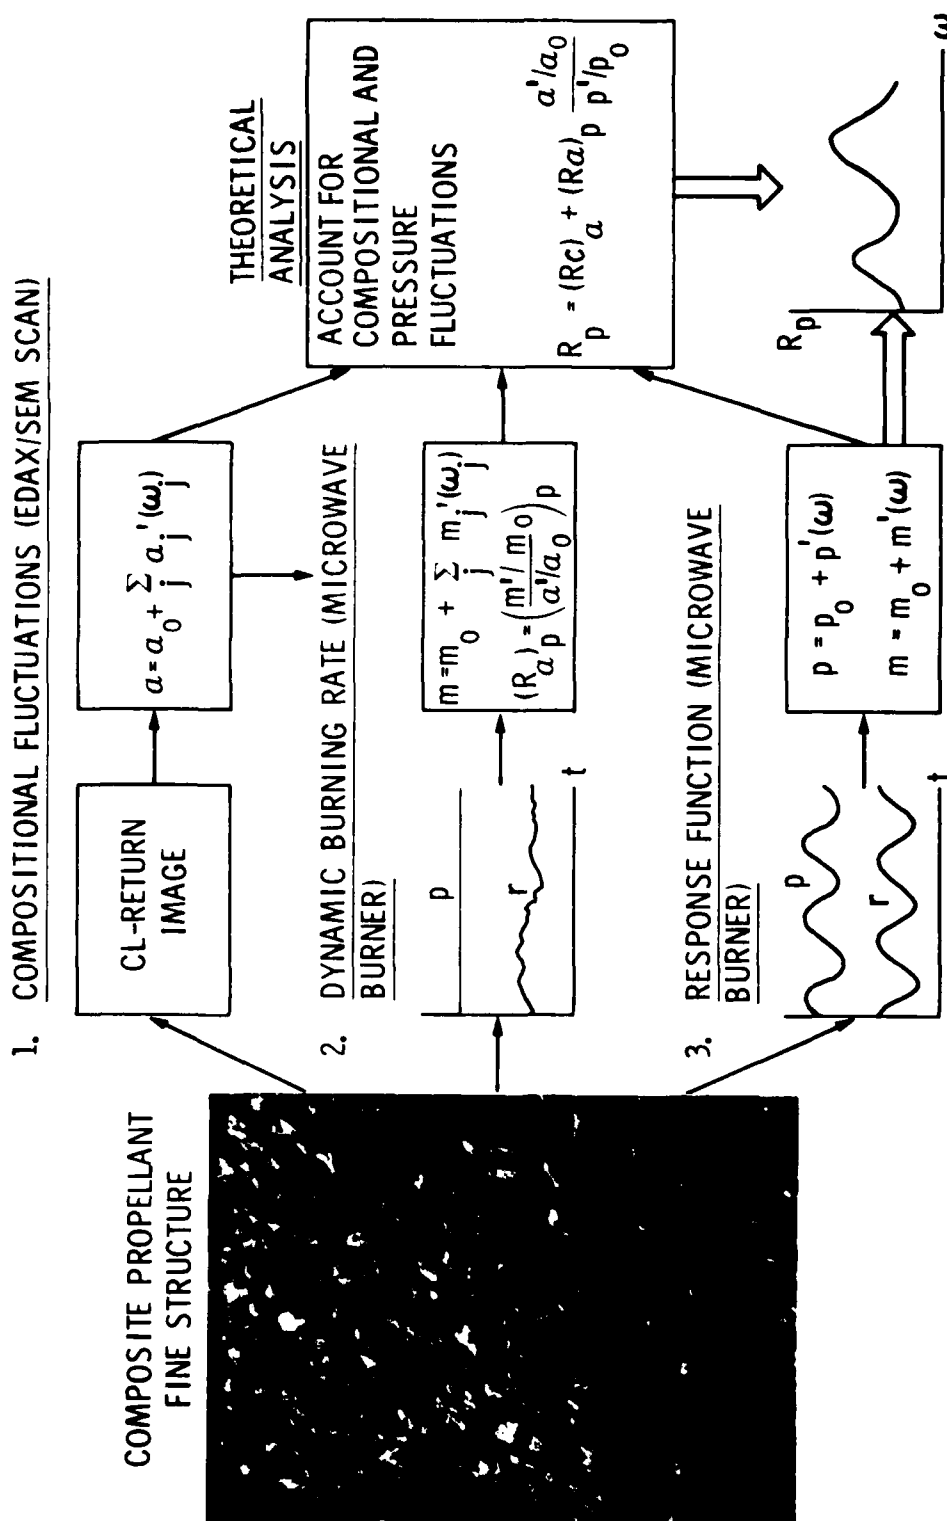 COMPOSITE PROPELLANT
FINE STRUCTURE
1. COMPOSITIONAL FLUCTUATIONS (EDAX/SEM SCAN)
CL-RETURN
IMAGE
a = a₀ + Σⱼ aⱼ'(ωⱼ)
2. DYNAMIC BURNING RATE (MICROWAVE
BURNER)
p
r
t
m = m₀ + Σⱼ mⱼ'(ωⱼ)
(Rₐ)ₚ = ((m'/m₀)/(a'/a₀))ₚ
3. RESPONSE FUNCTION (MICROWAVE
BURNER)
p
r
t
p = p₀ + p'(ω)
m = m₀ + m'(ω)
THEORETICAL
ANALYSIS
ACCOUNT FOR
COMPOSITIONAL AND
PRESSURE
FLUCTUATIONS
Rₚ = (Rc)ₐ + (Ra)ₚ (a'/a₀)/(p'/p₀)
Rₚ
ω